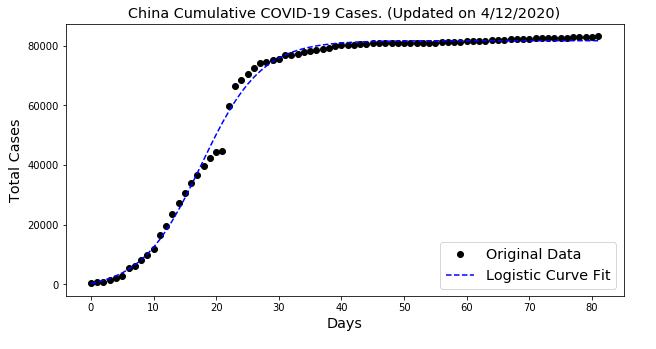 China Cumulative COVID-19 Cases. (Updated on 4/12/2020)
Total Cases
80000
60000
40000
20000
0
Original Data
Logistic Curve Fit
0 10 20 30 40 50 60 70 80
Days